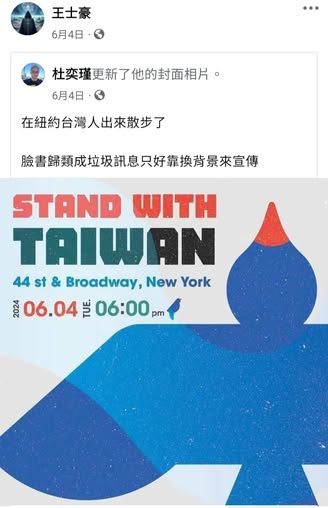 王士豪
6月4日
杜奕瑾更新了他的封面相片。
6月4日
在紐約台灣人出來散步了
臉書歸類成垃圾訊息只好靠換背景來宣傳
STAND WITH
TAIWAN
44 st & Broadway, New York
2024 06.04 TUE. 06:00 pm